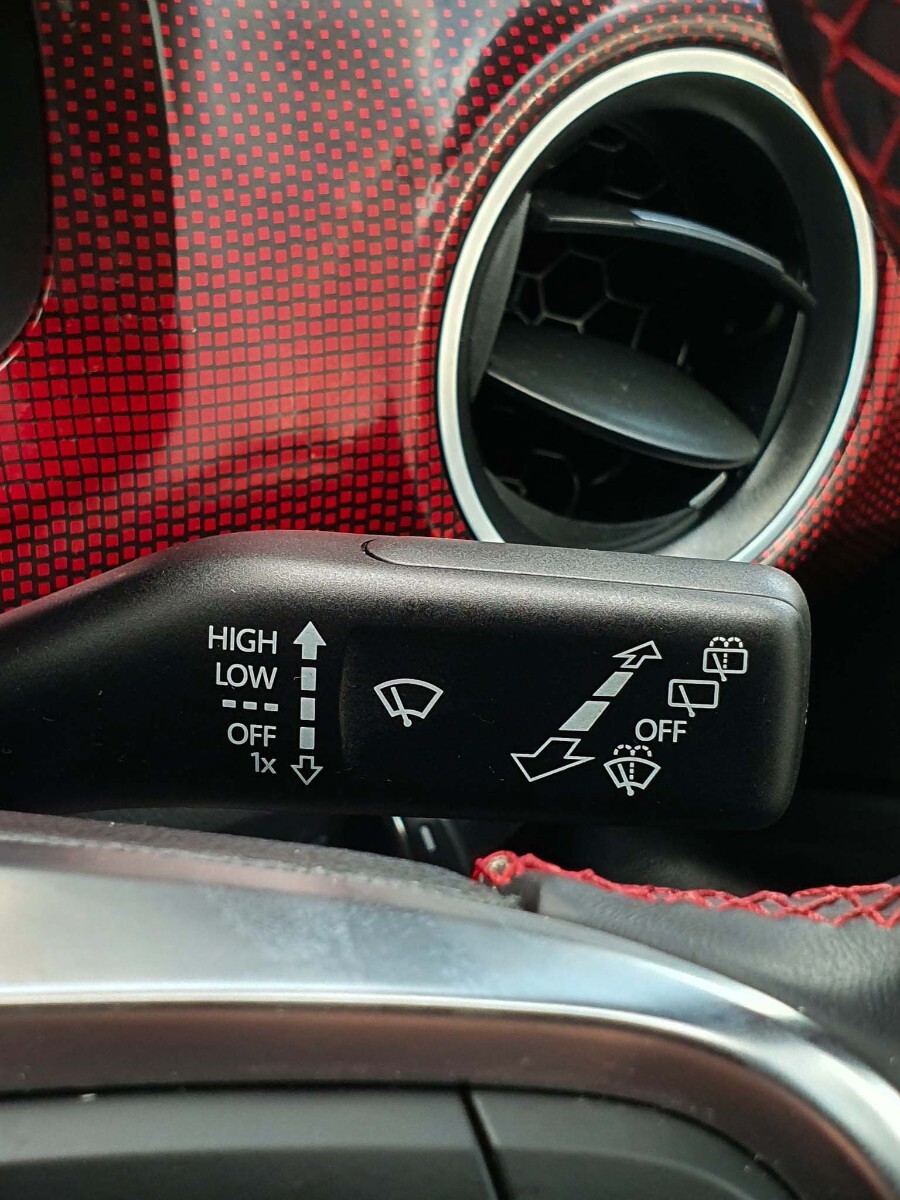 HIGH
LOW
---
OFF
1x
OFF